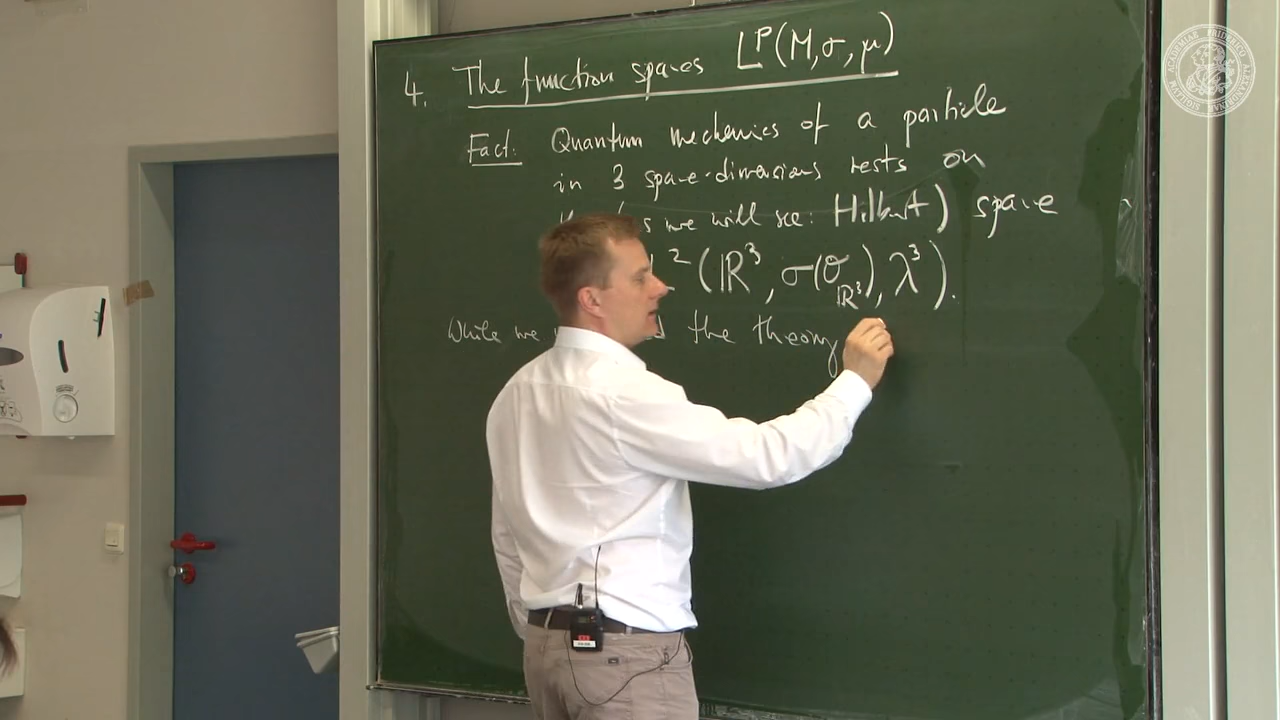 4. The function spaces L^p(M,σ,μ)
Fact: Quantum mechanics of a particle
in 3 space-dimensions rests on
we will see: Hilbert) space
²(ℝ³, σ(𝒪_ℝ³), λ³).
While we the theory